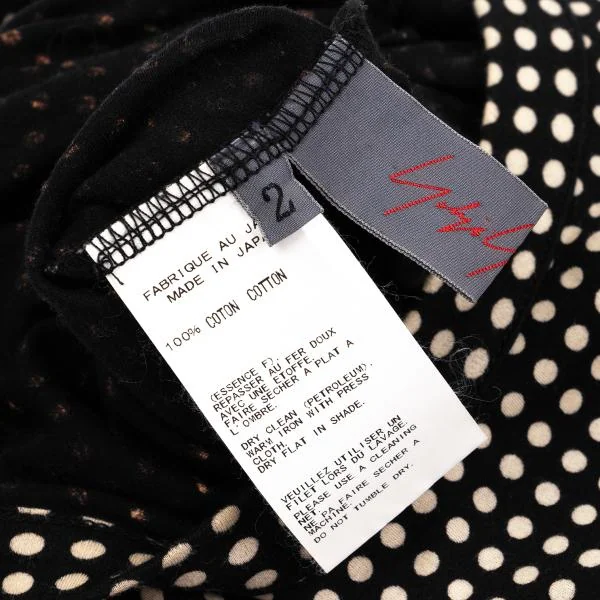 2
FABRIQUE AU JA
MADE IN JAPA
100% COTON COTTON
(ESSENCE F).
REPASSER AU FER DOUX
AVEC UNE ETOFFE.
FAIRE SECHER A PLAT A
L'OMBRE.
DRY CLEAN (PETROLEUM).
WARM IRON WITH PRESS
CLOTH.
DRY FLAT IN SHADE.
VEUILLEZ UTILISER UN
FILET LORS DU LAVAGE.
PLEASE USE A CLEANING
NET.
NE PA FAIRE SECHER A
MACHINE.
DO NOT TUMBLE DRY.